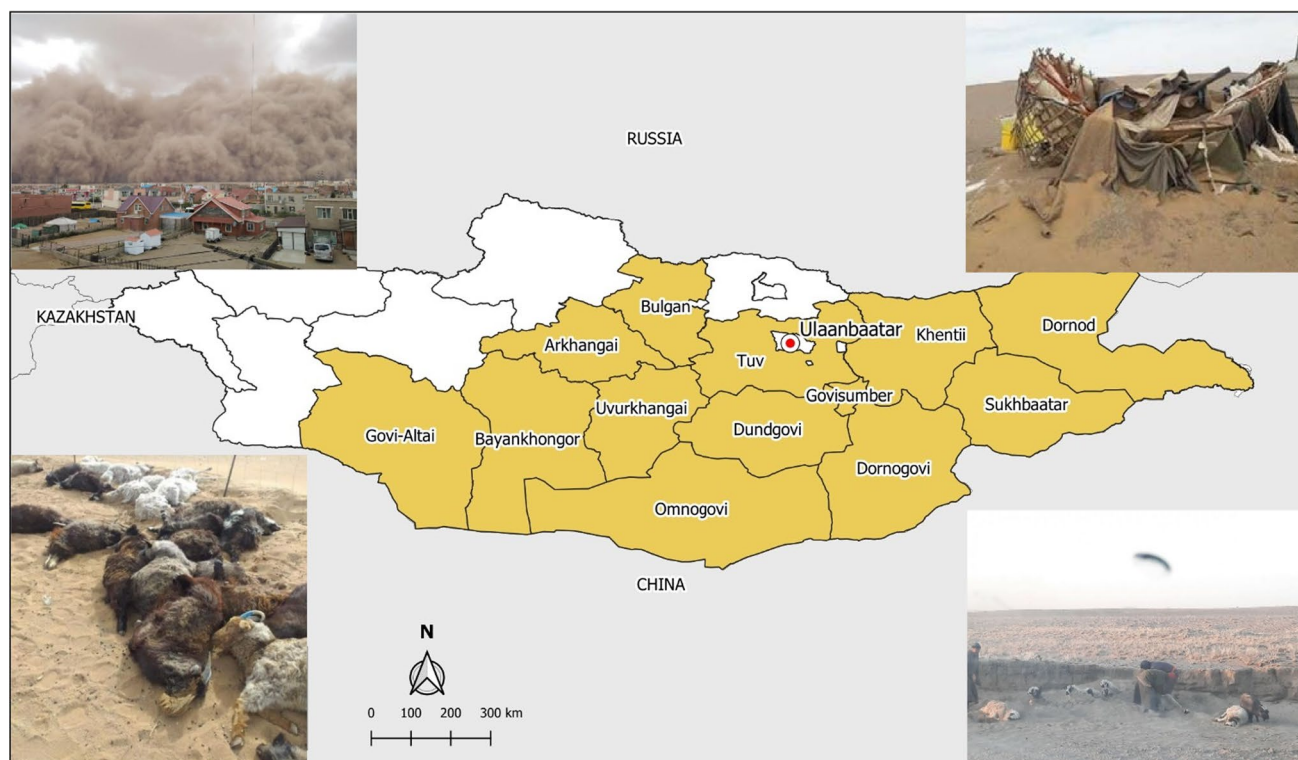 RUSSIA
KAZAKHSTAN
Bulgan
Ulaanbaatar
Dornod
Khentii
Arkhangai
Tuv
Govisumber
Uvurkhangai
Sukhbaatar
Govi-Altai
Bayankhongor
Dundgovi
Dornogovi
Omnogovi
CHINA
N
0 100 200 300 km